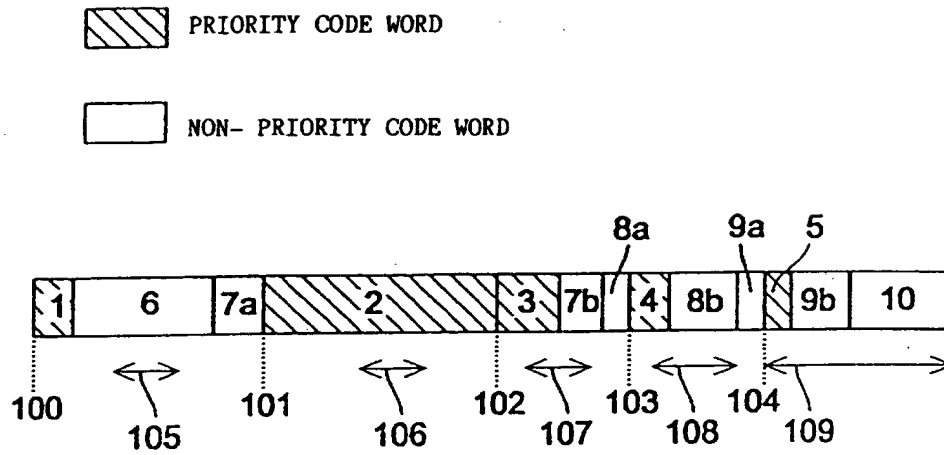 PRIORITY CODE WORD
NON- PRIORITY CODE WORD
8a 9a 5
1 6 7a 2 3 7b 4 8b 9b 10
100 101 102 103 104
105 106 107 108 109